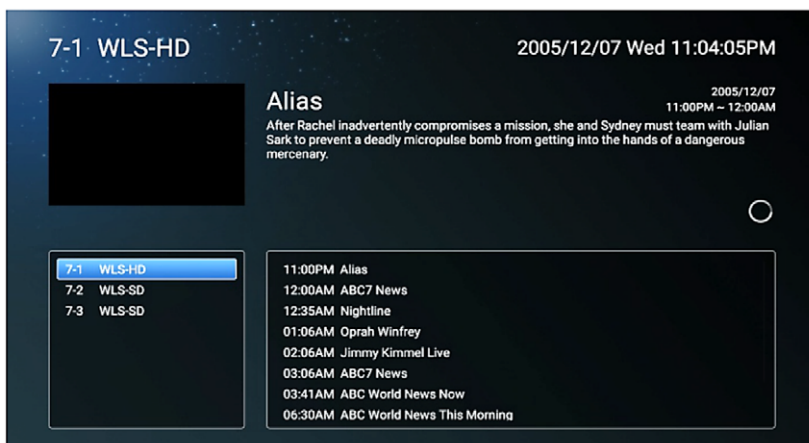 7-1 WLS-HD
2005/12/07 Wed 11:04:05PM
Alias
2005/12/07
11:00PM ~ 12:00AM
After Rachel inadvertently compromises a mission, she and Sydney must team with Julian
Sark to prevent a deadly micropulse bomb from getting into the hands of a dangerous
mercenary.
7-1 WLS-HD
7-2 WLS-SD
7-3 WLS-SD
11:00PM Alias
12:00AM ABC7 News
12:35AM Nightline
01:06AM Oprah Winfrey
02:06AM Jimmy Kimmel Live
03:06AM ABC7 News
03:41AM ABC World News Now
06:30AM ABC World News This Morning